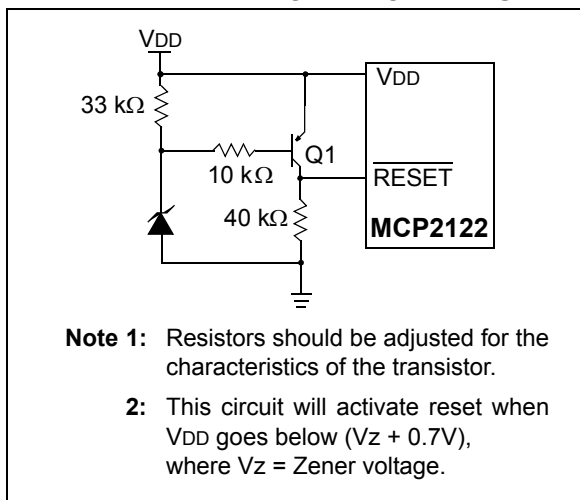 VDD
VDD
33 kΩ
Q1
10 kΩ
RESET
40 kΩ
MCP2122
Note 1: Resistors should be adjusted for the
characteristics of the transistor.
2: This circuit will activate reset when
VDD goes below (Vz + 0.7V),
where Vz = Zener voltage.